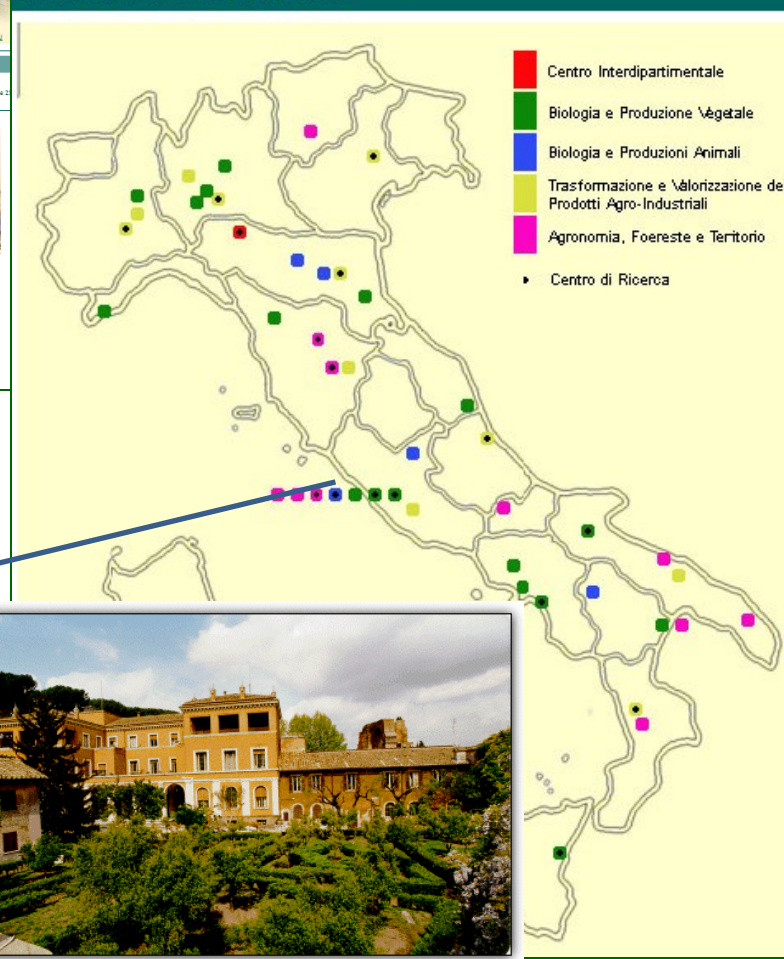 Centro Interdipartimentale
Biologia e Produzione Vegetale
Biologia e Produzioni Animali
Trasformazione e Valorizzazione de
Prodotti Agro-Industriali
Agronomia, Foereste e Territorio
Centro di Ricerca